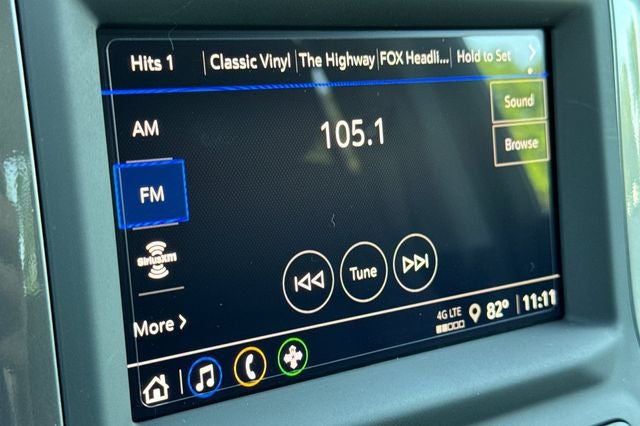 Hits 1 Classic Vinyl The Highway FOX Headli... Hold to Set
AM 105.1 Sound
Browse
FM
SiriusXM
Tune
More
4G LTE 82° 11:11